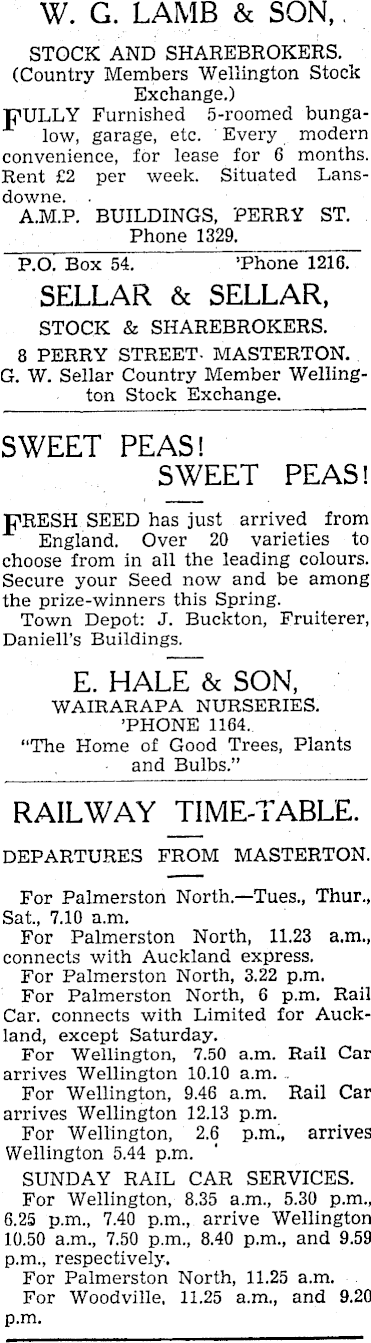 W. G. LAMB & SON,
STOCK AND SHAREBROKERS.
(Country Members Wellington Stock
Exchange.)
FULLY Furnished 5-roomed bunga-
low, garage, etc. Every modern
convenience, for lease for 6 months.
Rent £2 per week. Situated Lans-
downe.
A.M.P. BUILDINGS, PERRY ST.
Phone 1329.
P.O. Box 54. 'Phone 1216.
SELLAR & SELLAR,
STOCK & SHAREBROKERS.
8 PERRY STREET. MASTERTON.
G. W. Sellar Country Member Welling-
ton Stock Exchange.
SWEET PEAS!
SWEET PEAS!
FRESH SEED has just arrived from
England. Over 20 varieties to
choose from in all the leading colours.
Secure your Seed now and be among
the prize-winners this Spring.
Town Depot: J. Buckton, Fruiterer,
Daniell's Buildings.
E. HALE & SON,
WAIRARAPA NURSERIES.
'PHONE 1164.
"The Home of Good Trees, Plants
and Bulbs."
RAILWAY TIME-TABLE.
DEPARTURES FROM MASTERTON.
For Palmerston North.—Tues., Thur.,
Sat., 7.10 a.m.
For Palmerston North, 11.23 a.m.,
connects with Auckland express.
For Palmerston North, 3.22 p.m.
For Palmerston North, 6 p.m. Rail
Car. connects with Limited for Auck-
land, except Saturday.
For Wellington, 7.50 a.m. Rail Car
arrives Wellington 10.10 a.m.
For Wellington, 9.46 a.m. Rail Car
arrives Wellington 12.13 p.m.
For Wellington, 2.6 p.m., arrives
Wellington 5.44 p.m.
SUNDAY RAIL CAR SERVICES.
For Wellington, 8.35 a.m., 5.30 p.m.,
6.25 p.m., 7.40 p.m., arrive Wellington
10.50 a.m., 7.50 p.m., 8.40 p.m., and 9.59
p.m., respectively.
For Palmerston North, 11.25 a.m.
For Woodville, 11.25 a.m., and 9.20
p.m.